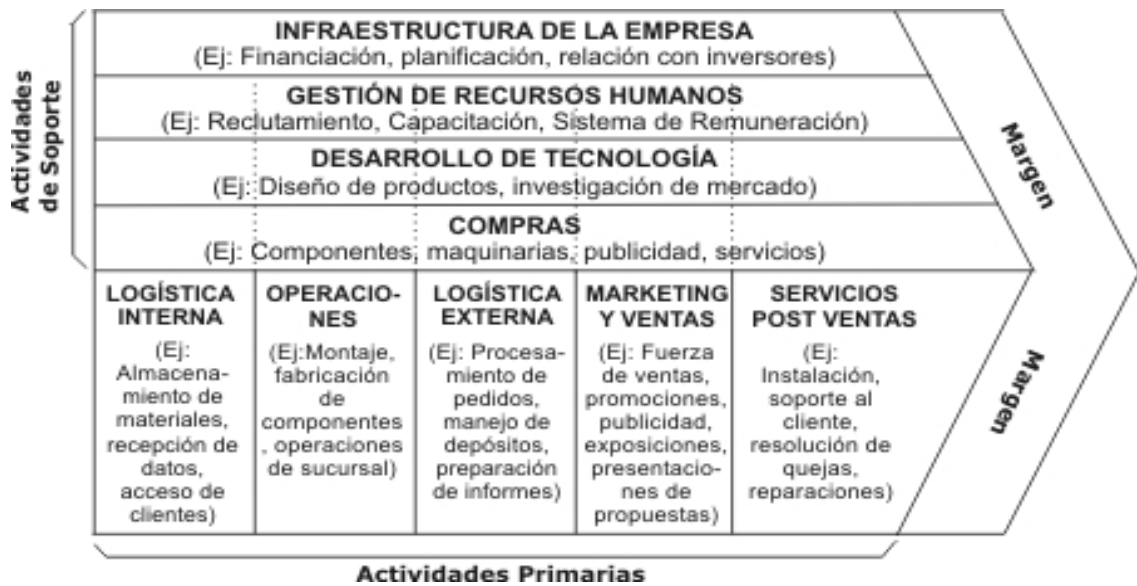 Actividades
de Soporte
INFRAESTRUCTURA DE LA EMPRESA
(Ej: Financiación, planificación, relación con inversores)
GESTIÓN DE RECURSOS HUMANOS
(Ej: Reclutamiento, Capacitación, Sistema de Remuneración)
DESARROLLO DE TECNOLOGÍA
(Ej: Diseño de productos, investigación de mercado)
COMPRAS
(Ej: Componentes, maquinarias, publicidad, servicios)
LOGÍSTICA
INTERNA
(Ej:
Almacena-
miento de
materiales,
recepción de
datos,
acceso de
clientes)
OPERACIO-
NES
(Ej:Montaje,
fabricación
de
componentes
, operaciones
de sucursal)
LOGÍSTICA
EXTERNA
(Ej: Procesa-
miento de
pedidos,
manejo de
depósitos,
preparación
de informes)
MARKETING
Y VENTAS
(Ej: Fuerza
de ventas,
promociones,
publicidad,
exposiciones,
presentacio-
nes de
propuestas)
SERVICIOS
POST VENTAS
(Ej:
Instalación,
soporte al
cliente,
resolución de
quejas,
reparaciones)
Margen
Margen
Actividades Primarias